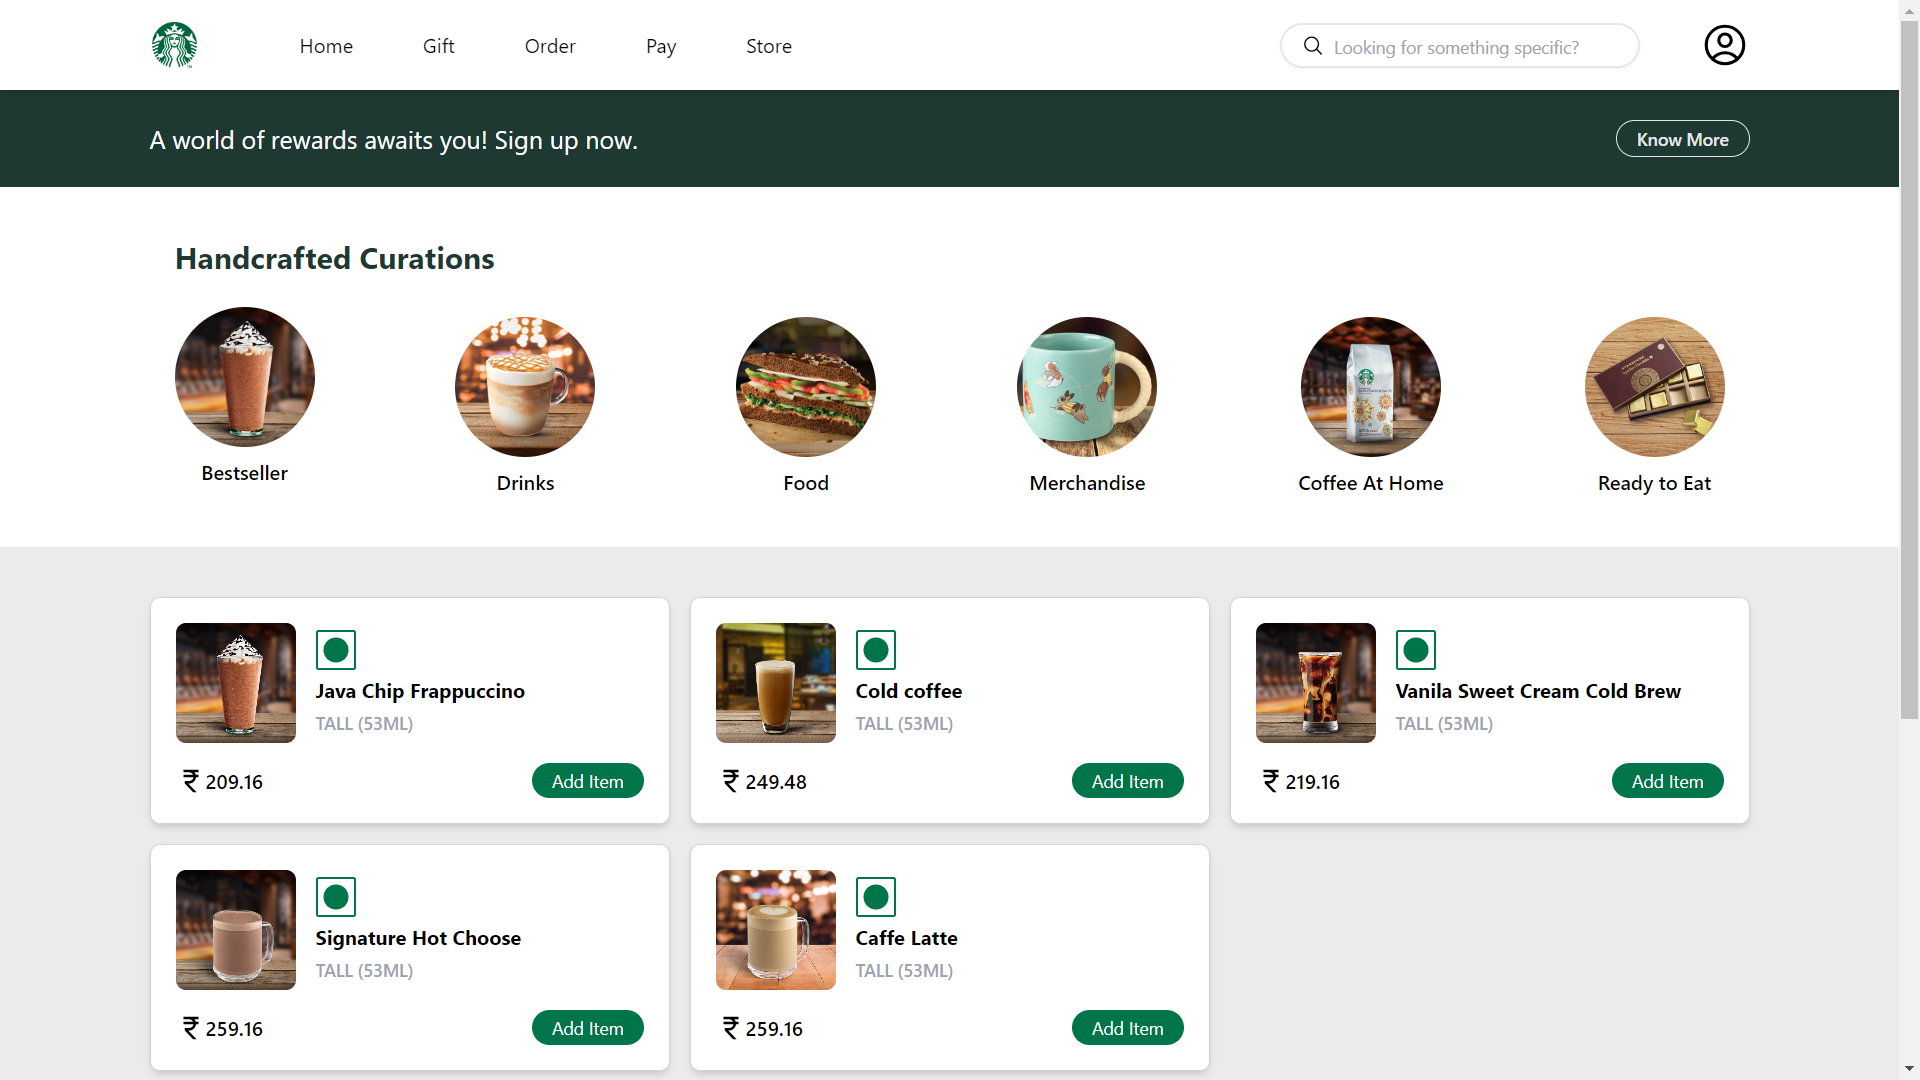 Home Gift Order Pay Store Looking for something specific?
A world of rewards awaits you! Sign up now. Know More
Handcrafted Curations
Bestseller Drinks Food Merchandise Coffee At Home Ready to Eat
Java Chip Frappuccino
TALL (53ML)
₹ 209.16 Add Item
Cold coffee
TALL (53ML)
₹ 249.48 Add Item
Vanila Sweet Cream Cold Brew
TALL (53ML)
₹ 219.16 Add Item
Signature Hot Choose
TALL (53ML)
₹ 259.16 Add Item
Caffe Latte
TALL (53ML)
₹ 259.16 Add Item